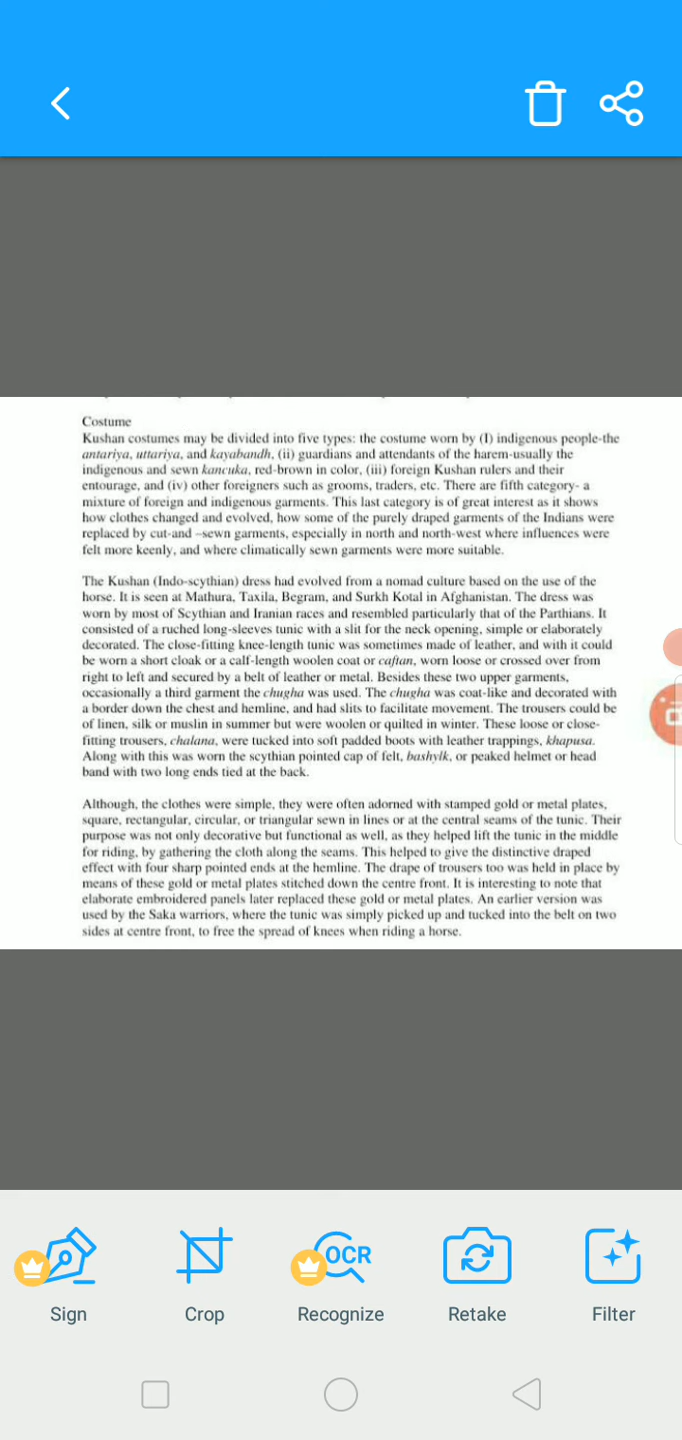 Costume
Kushan costumes may be divided into five types: the costume worn by (I) indigenous people-the
antariya, uttariya, and kayabandh, (ii) guardians and attendants of the harem-usually the
indigenous and sewn kancuka, red-brown in color, (iii) foreign Kushan rulers and their
entourage, and (iv) other foreigners such as grooms, traders, etc. There are fifth category- a
mixture of foreign and indigenous garments. This last category is of great interest as it shows
how clothes changed and evolved, how some of the purely draped garments of the Indians were
replaced by cut-and –sewn garments, especially in north and north-west where influences were
felt more keenly, and where climatically sewn garments were more suitable.
The Kushan (Indo-scythian) dress had evolved from a nomad culture based on the use of the
horse. It is seen at Mathura, Taxila, Begram, and Surkh Kotal in Afghanistan. The dress was
worn by most of Scythian and Iranian races and resembled particularly that of the Parthians. It
consisted of a ruched long-sleeves tunic with a slit for the neck opening, simple or elaborately
decorated. The close-fitting knee-length tunic was sometimes made of leather, and with it could
be worn a short cloak or a calf-length woolen coat or caftan, worn loose or crossed over from
right to left and secured by a belt of leather or metal. Besides these two upper garments,
occasionally a third garment the chugha was used. The chugha was coat-like and decorated with
a border down the chest and hemline, and had slits to facilitate movement. The trousers could be
of linen, silk or muslin in summer but were woolen or quilted in winter. These loose or close-
fitting trousers, chalana, were tucked into soft padded boots with leather trappings, khapusa.
Along with this was worn the scythian pointed cap of felt, bashylk, or peaked helmet or head
band with two long ends tied at the back.
Although, the clothes were simple, they were often adorned with stamped gold or metal plates,
square, rectangular, circular, or triangular sewn in lines or at the central seams of the tunic. Their
purpose was not only decorative but functional as well, as they helped lift the tunic in the middle
for riding, by gathering the cloth along the seams. This helped to give the distinctive draped
effect with four sharp pointed ends at the hemline. The drape of trousers too was held in place by
means of these gold or metal plates stitched down the centre front. It is interesting to note that
elaborate embroidered panels later replaced these gold or metal plates. An earlier version was
used by the Saka warriors, where the tunic was simply picked up and tucked into the belt on two
sides at centre front, to free the spread of knees when riding a horse.
OCR
Sign
Crop
Recognize
Retake
Filter